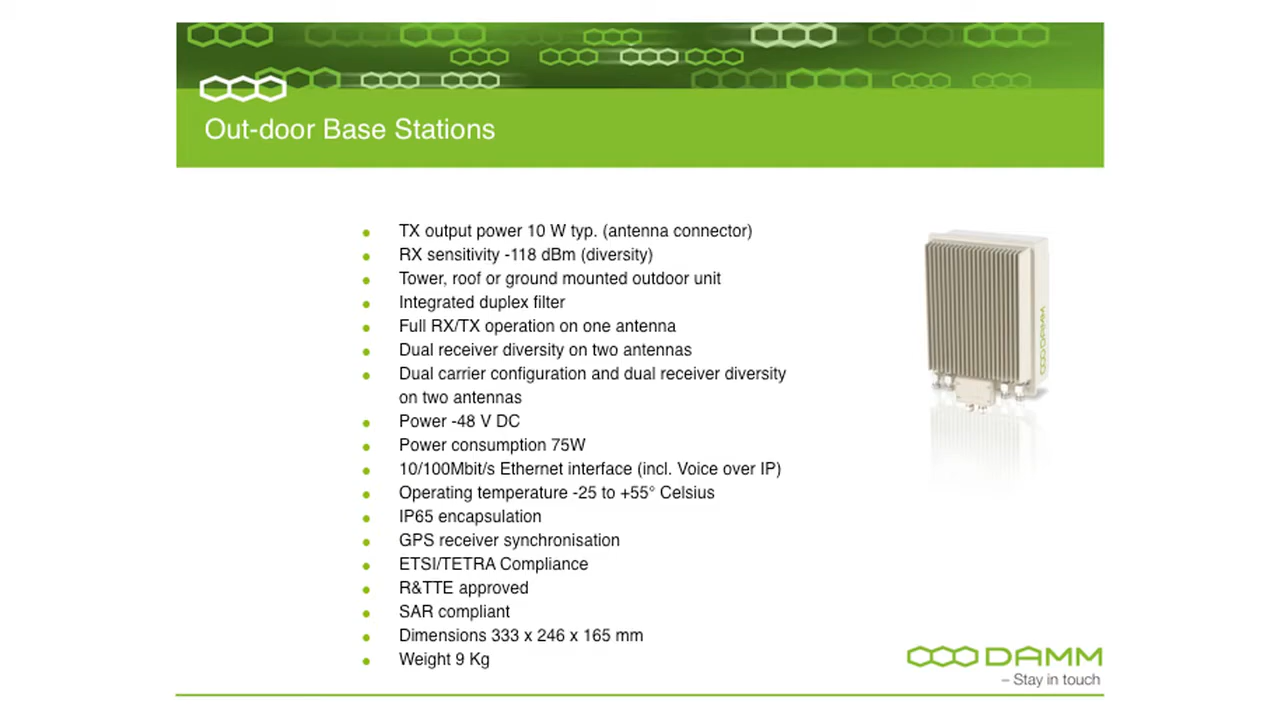 Out-door Base Stations
TX output power 10 W typ. (antenna connector)
RX sensitivity -118 dBm (diversity)
Tower, roof or ground mounted outdoor unit
Integrated duplex filter
Full RX/TX operation on one antenna
Dual receiver diversity on two antennas
Dual carrier configuration and dual receiver diversity
on two antennas
Power -48 V DC
Power consumption 75W
10/100Mbit/s Ethernet interface (incl. Voice over IP)
Operating temperature -25 to +55° Celsius
IP65 encapsulation
GPS receiver synchronisation
ETSI/TETRA Compliance
R&TTE approved
SAR compliant
Dimensions 333 x 246 x 165 mm
Weight 9 Kg
DAMM
DAMM
– Stay in touch